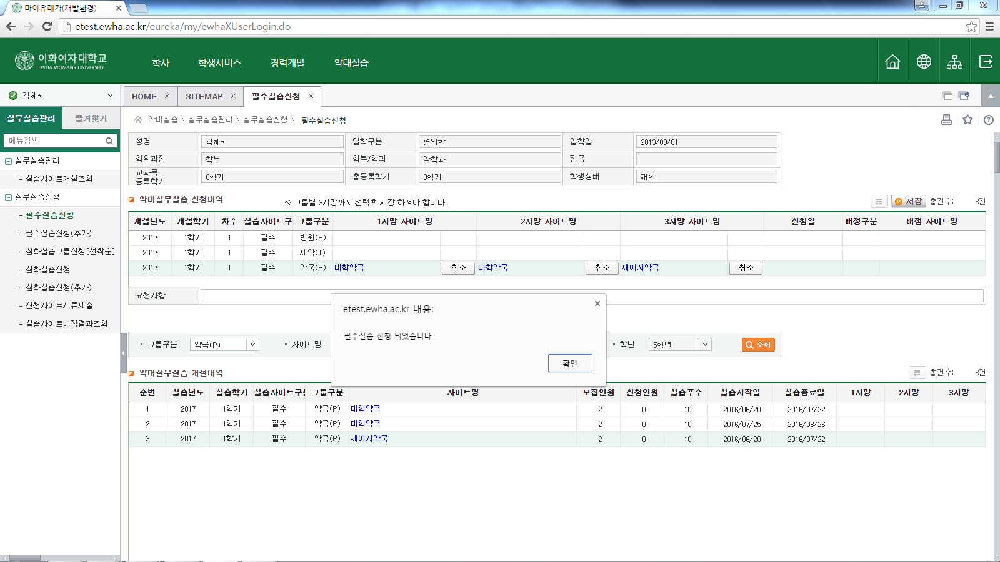 마이유레카(개발환경)
etest.ewha.ac.kr/eureka/my/ewhaXUserLogin.do
이화여자대학교
EWHA WOMANS UNIVERSITY
학사 학생서비스 경력개발 약대실습
김혜*
HOME SITEMAP 필수실습신청
실무실습관리 즐겨찾기
메뉴검색
실무실습관리
- 실습사이트개설조회
실무실습신청
- 필수실습신청
- 필수실습신청(추가)
- 심화실습그룹신청[선착순]
- 심화실습신청
- 심화실습신청(추가)
- 신청사이트서류제출
- 실습사이트배정결과조회
약대실습 > 실무실습관리 > 실무실습신청 > 필수실습신청
성명 김혜* 입학구분 편입학 입학일 2013/03/01
학위과정 학부 학부/학과 약학과 전공
교과목 등록학기 8학기 총등록학기 8학기 학생상태 재학
약대실무실습 신청내역 ※ 그룹별 3지망까지 선택후 저장 하셔야 합니다. 저장 총건수: 3건
개설년도 개설학기 차수 실습사이트구 그룹구분 1지망 사이트명 2지망 사이트명 3지망 사이트명 신청일 배정구분 배정 사이트명
2017 1학기 1 필수 병원(H)
2017 1학기 1 필수 제약(T)
2017 1학기 1 필수 약국(P) 대학약국 취소 대학약국 취소 세이지약국 취소
요청사항
etest.ewha.ac.kr 내용:
필수실습 신청 되었습니다
확인
그룹구분 약국(P) 사이트명 학년 5학년 조회
약대실무실습 개설내역 총건수: 3건
순번 실습년도 실습학기 실습사이트구분 그룹구분 사이트명 모집인원 신청인원 실습주수 실습시작일 실습종료일 1지망 2지망 3지망
1 2017 1학기 필수 약국(P) 대학약국 2 0 10 2016/06/20 2016/07/22
2 2017 1학기 필수 약국(P) 대학약국 2 0 10 2016/07/25 2016/08/26
3 2017 1학기 필수 약국(P) 세이지약국 2 0 10 2016/06/20 2016/07/22